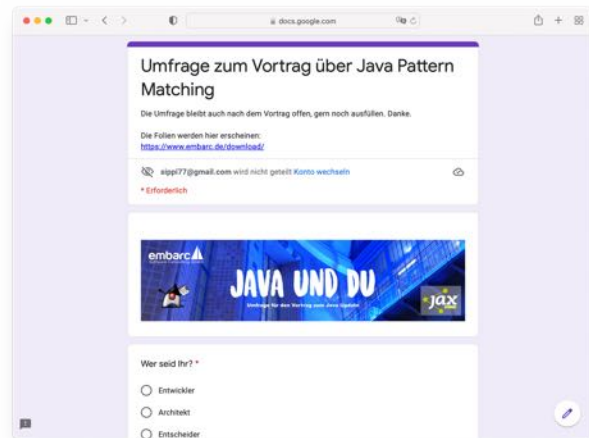 docs.google.com
Umfrage zum Vortrag über Java Pattern
Matching
Die Umfrage bleibt auch nach dem Vortrag offen, gern noch ausfüllen. Danke.
Die Folien werden hier erscheinen:
https://www.embarc.de/download/
sippi77@gmail.com wird nicht geteilt Konto wechseln
* Erforderlich
embarc
JAVA UND DU
Umfrage für den Vortrag zum Java Update
jax
Wer seid Ihr? *
Entwickler
Architekt
Entscheider